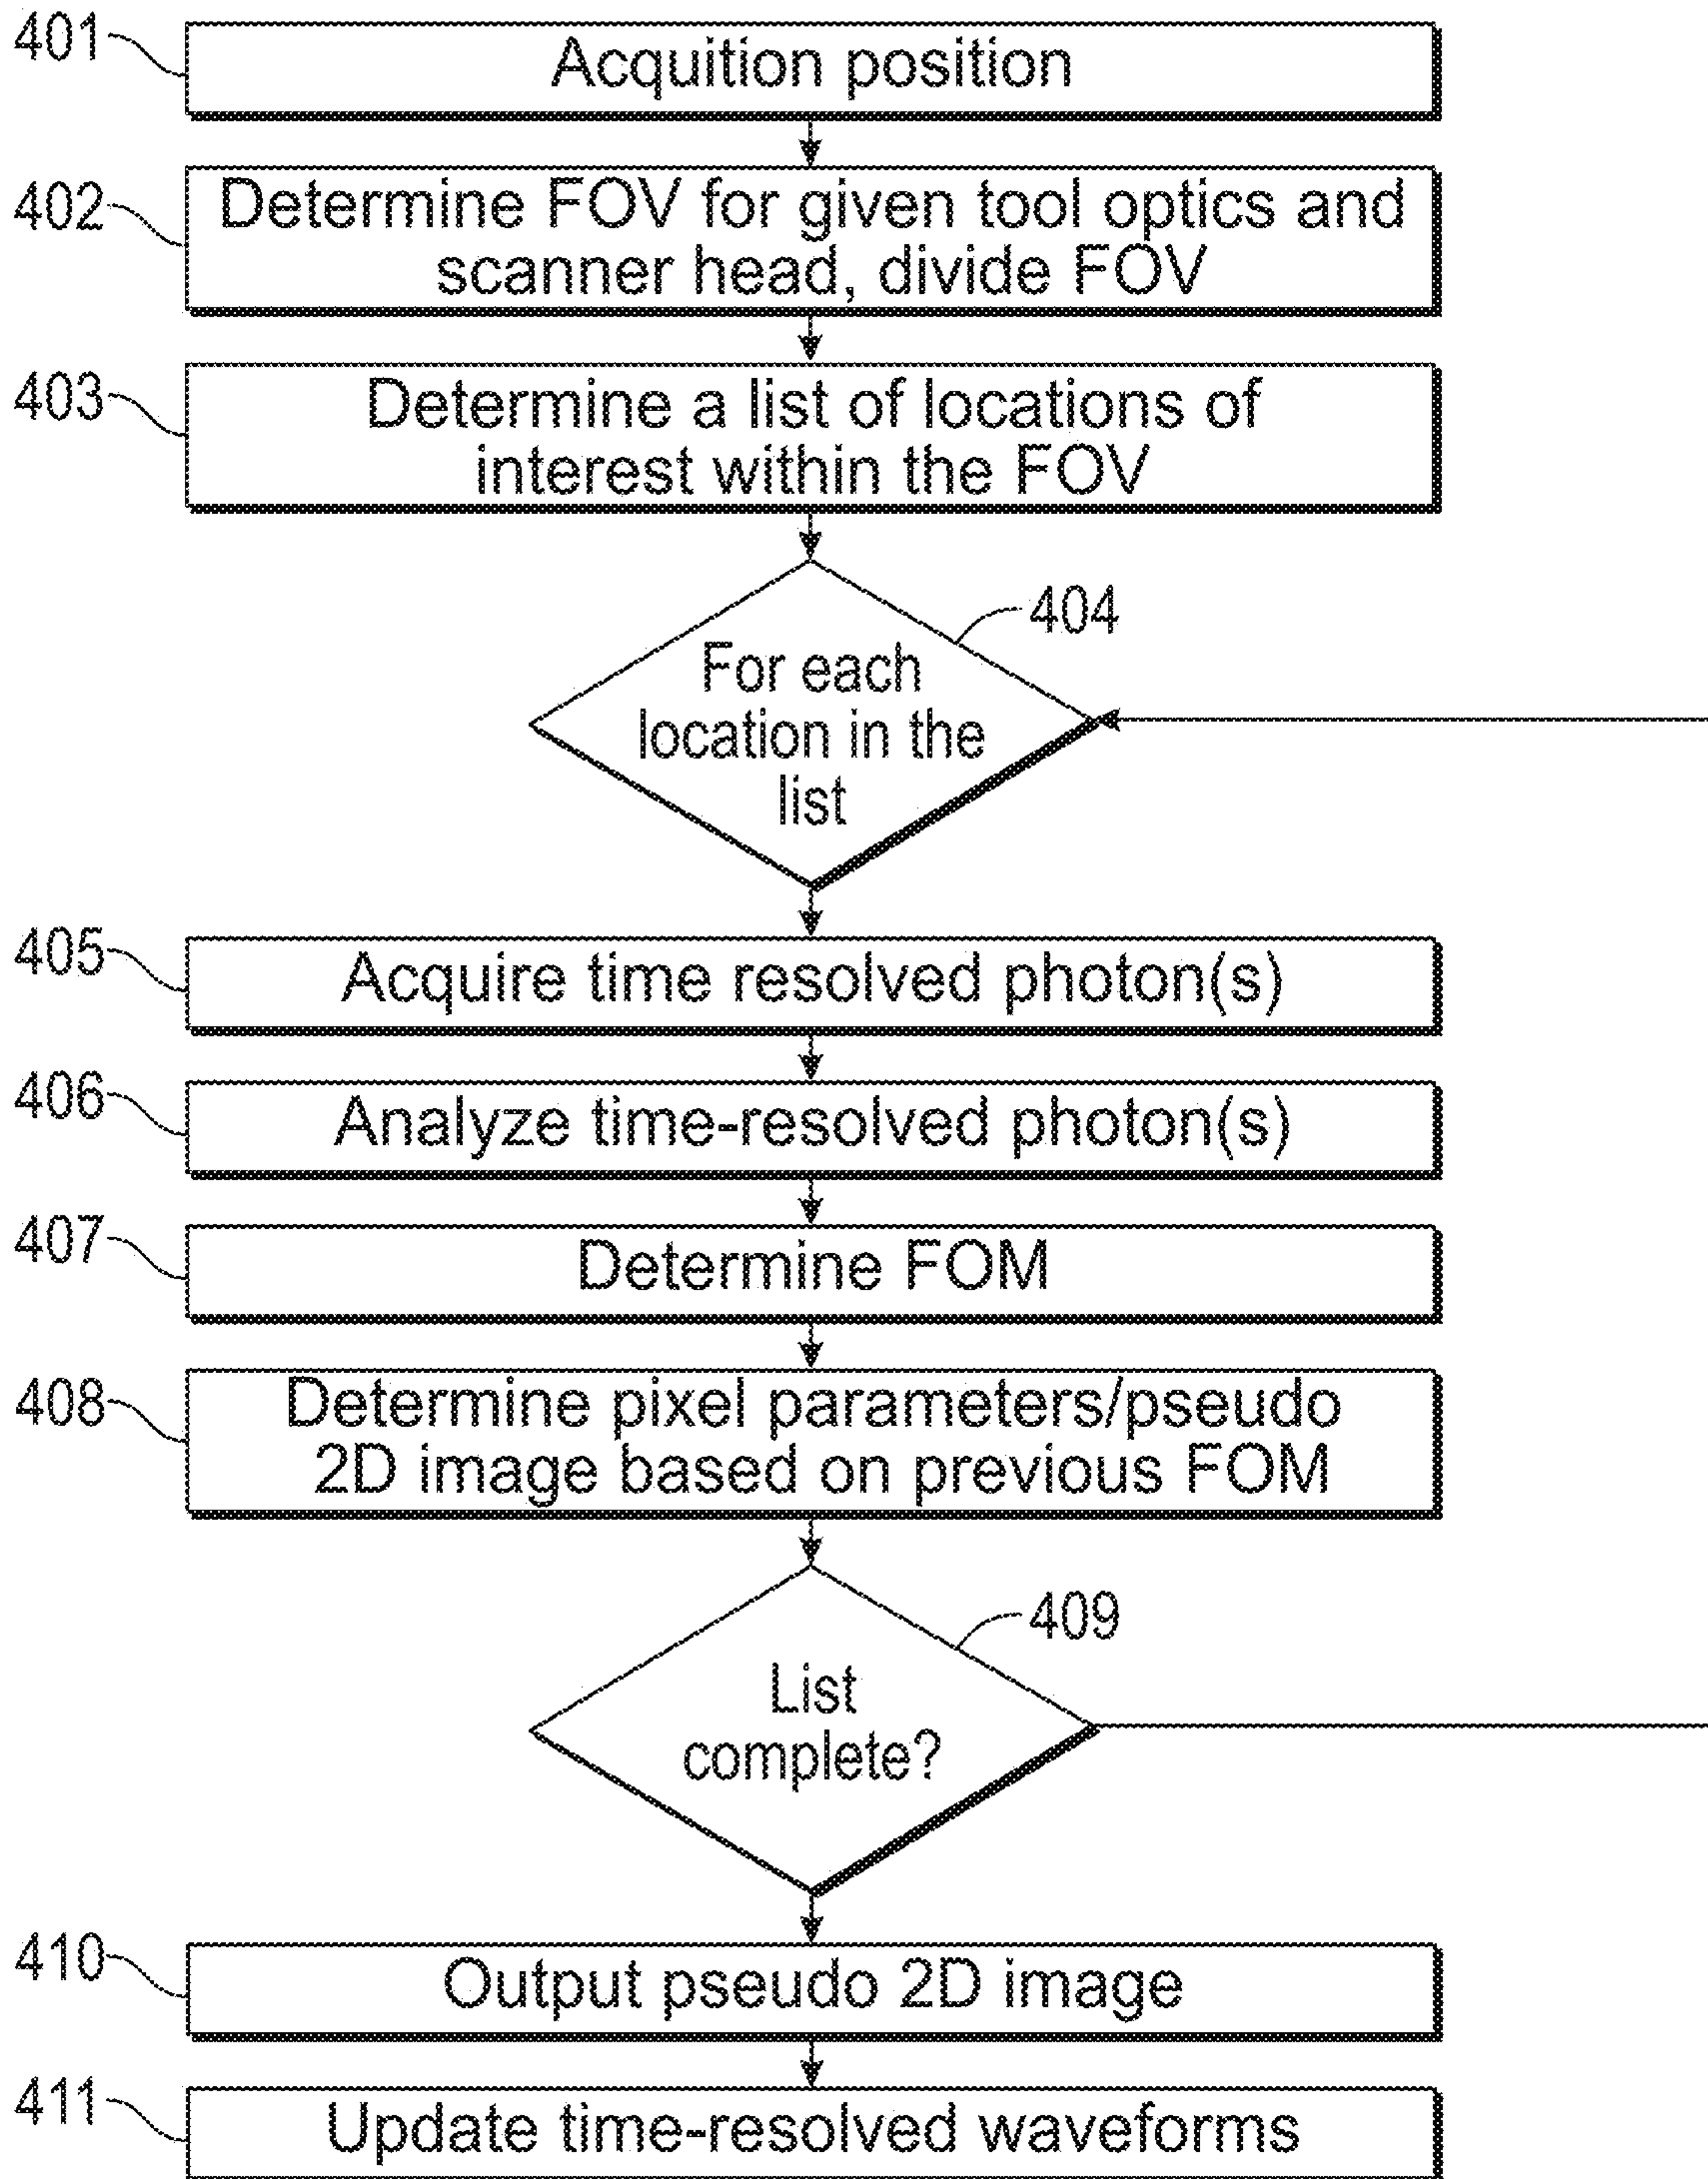 401
Acquition position
402
Determine FOV for given tool optics and
scanner head, divide FOV
403
Determine a list of locations of
interest within the FOV
404
For each
location in the
list
405
Acquire time resolved photon(s)
406
Analyze time-resolved photon(s)
407
Determine FOM
408
Determine pixel parameters/pseudo
2D image based on previous FOM
409
List
complete?
410
Output pseudo 2D image
411
Update time-resolved waveforms